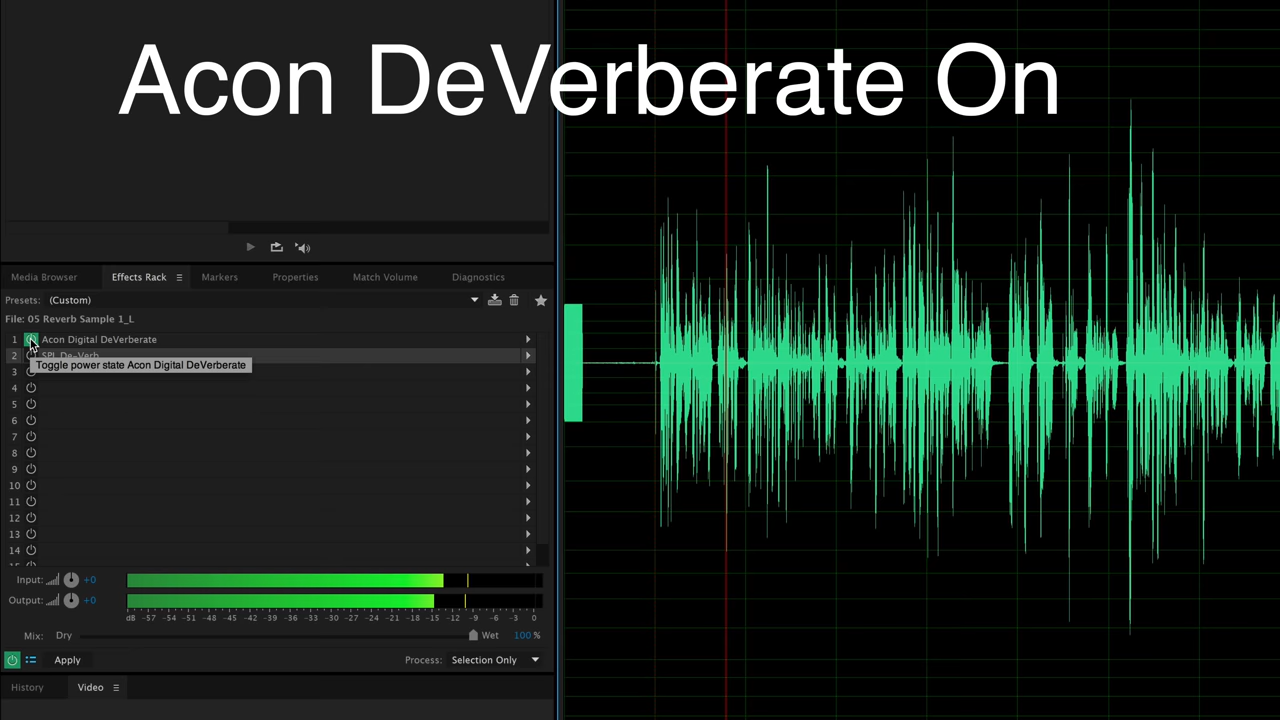 Acon DeVerberate On
Media Browser Effects Rack Markers Properties Match Volume Diagnostics
Presets: (Custom)
File: 05 Reverb Sample 1_L
1 Acon Digital DeVerberate
2 SPL De-Verb
Toggle power state Acon Digital DeVerberate
3
4
5
6
7
8
9
10
11
12
13
14
15
Input: +0
Output: +0
dB -57 -54 -51 -48 -45 -42 -39 -36 -33 -30 -27 -24 -21 -18 -15 -12 -9 -6 -3 0
Mix: Dry Wet 100 %
Apply Process: Selection Only
History Video